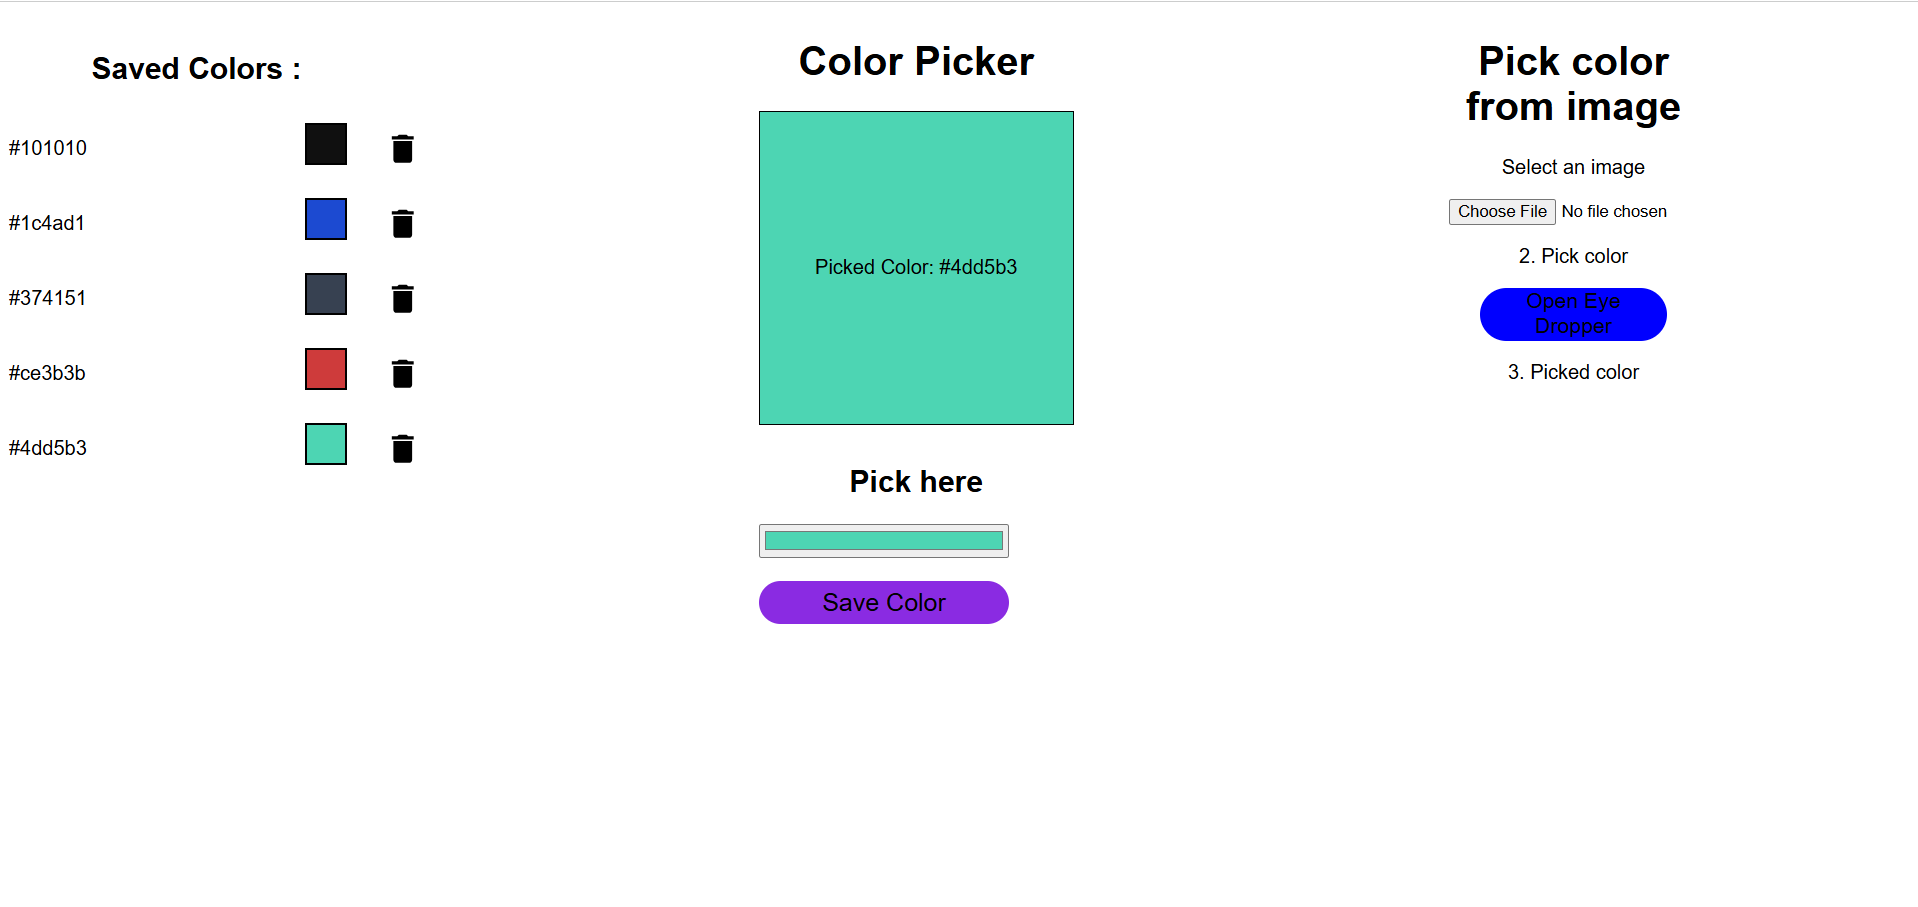 Saved Colors :
#101010
#1c4ad1
#374151
#ce3b3b
#4dd5b3
Color Picker
Picked Color: #4dd5b3
Pick here
Save Color
Pick color
from image
Select an image
Choose File No file chosen
2. Pick color
Open Eye
Dropper
3. Picked color